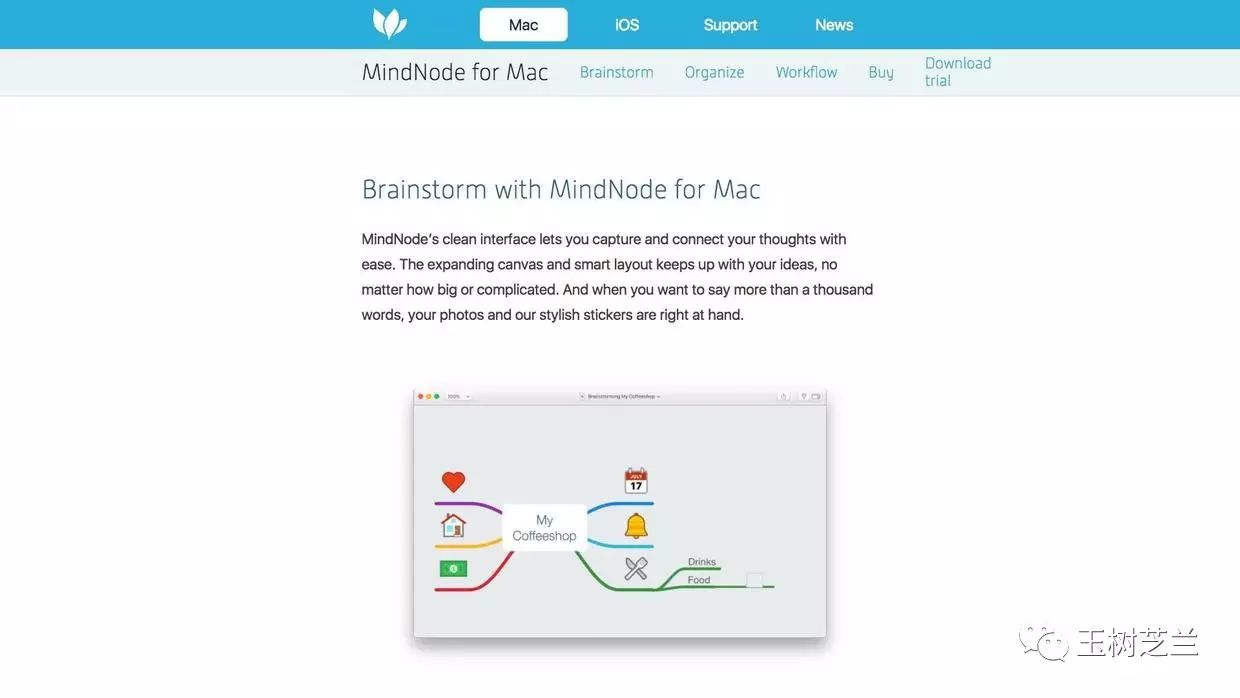 Mac
iOS
Support
News
MindNode for Mac
Brainstorm
Organize
Workflow
Buy
Download
trial
Brainstorm with MindNode for Mac
MindNode's clean interface lets you capture and connect your thoughts with
ease. The expanding canvas and smart layout keeps up with your ideas, no
matter how big or complicated. And when you want to say more than a thousand
words, your photos and our stylish stickers are right at hand.
100%
Brainstorming My Coffeeshop
JULY
17
My
Coffeeshop
Drinks
Food
玉树芝兰